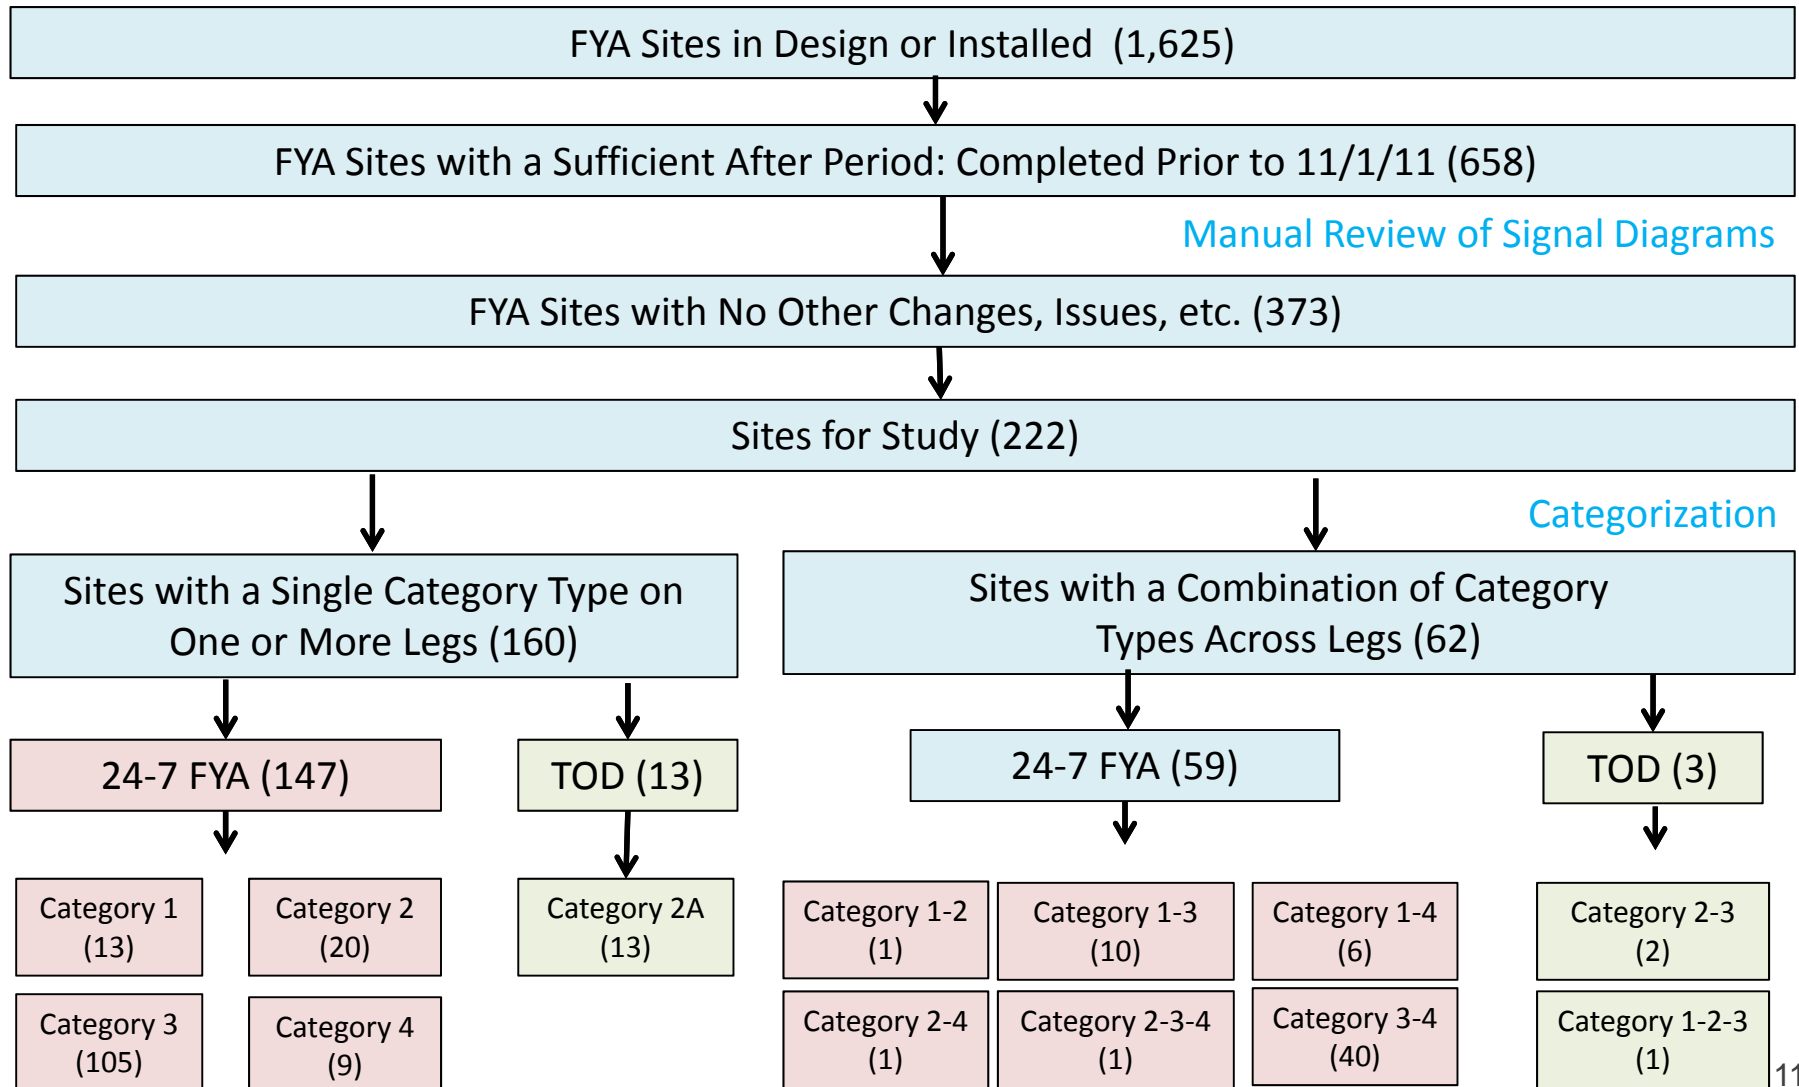 FYA Sites in Design or Installed (1,625)
FYA Sites with a Sufficient After Period: Completed Prior to 11/1/11 (658)
Manual Review of Signal Diagrams
FYA Sites with No Other Changes, Issues, etc. (373)
Sites for Study (222)
Categorization
Sites with a Single Category Type on
One or More Legs (160)
Sites with a Combination of Category
Types Across Legs (62)
24-7 FYA (147)
TOD (13)
24-7 FYA (59)
TOD (3)
Category 1
(13)
Category 2
(20)
Category 2A
(13)
Category 1-2
(1)
Category 1-3
(10)
Category 1-4
(6)
Category 2-3
(2)
Category 3
(105)
Category 4
(9)
Category 2-4
(1)
Category 2-3-4
(1)
Category 3-4
(40)
Category 1-2-3
(1)
11